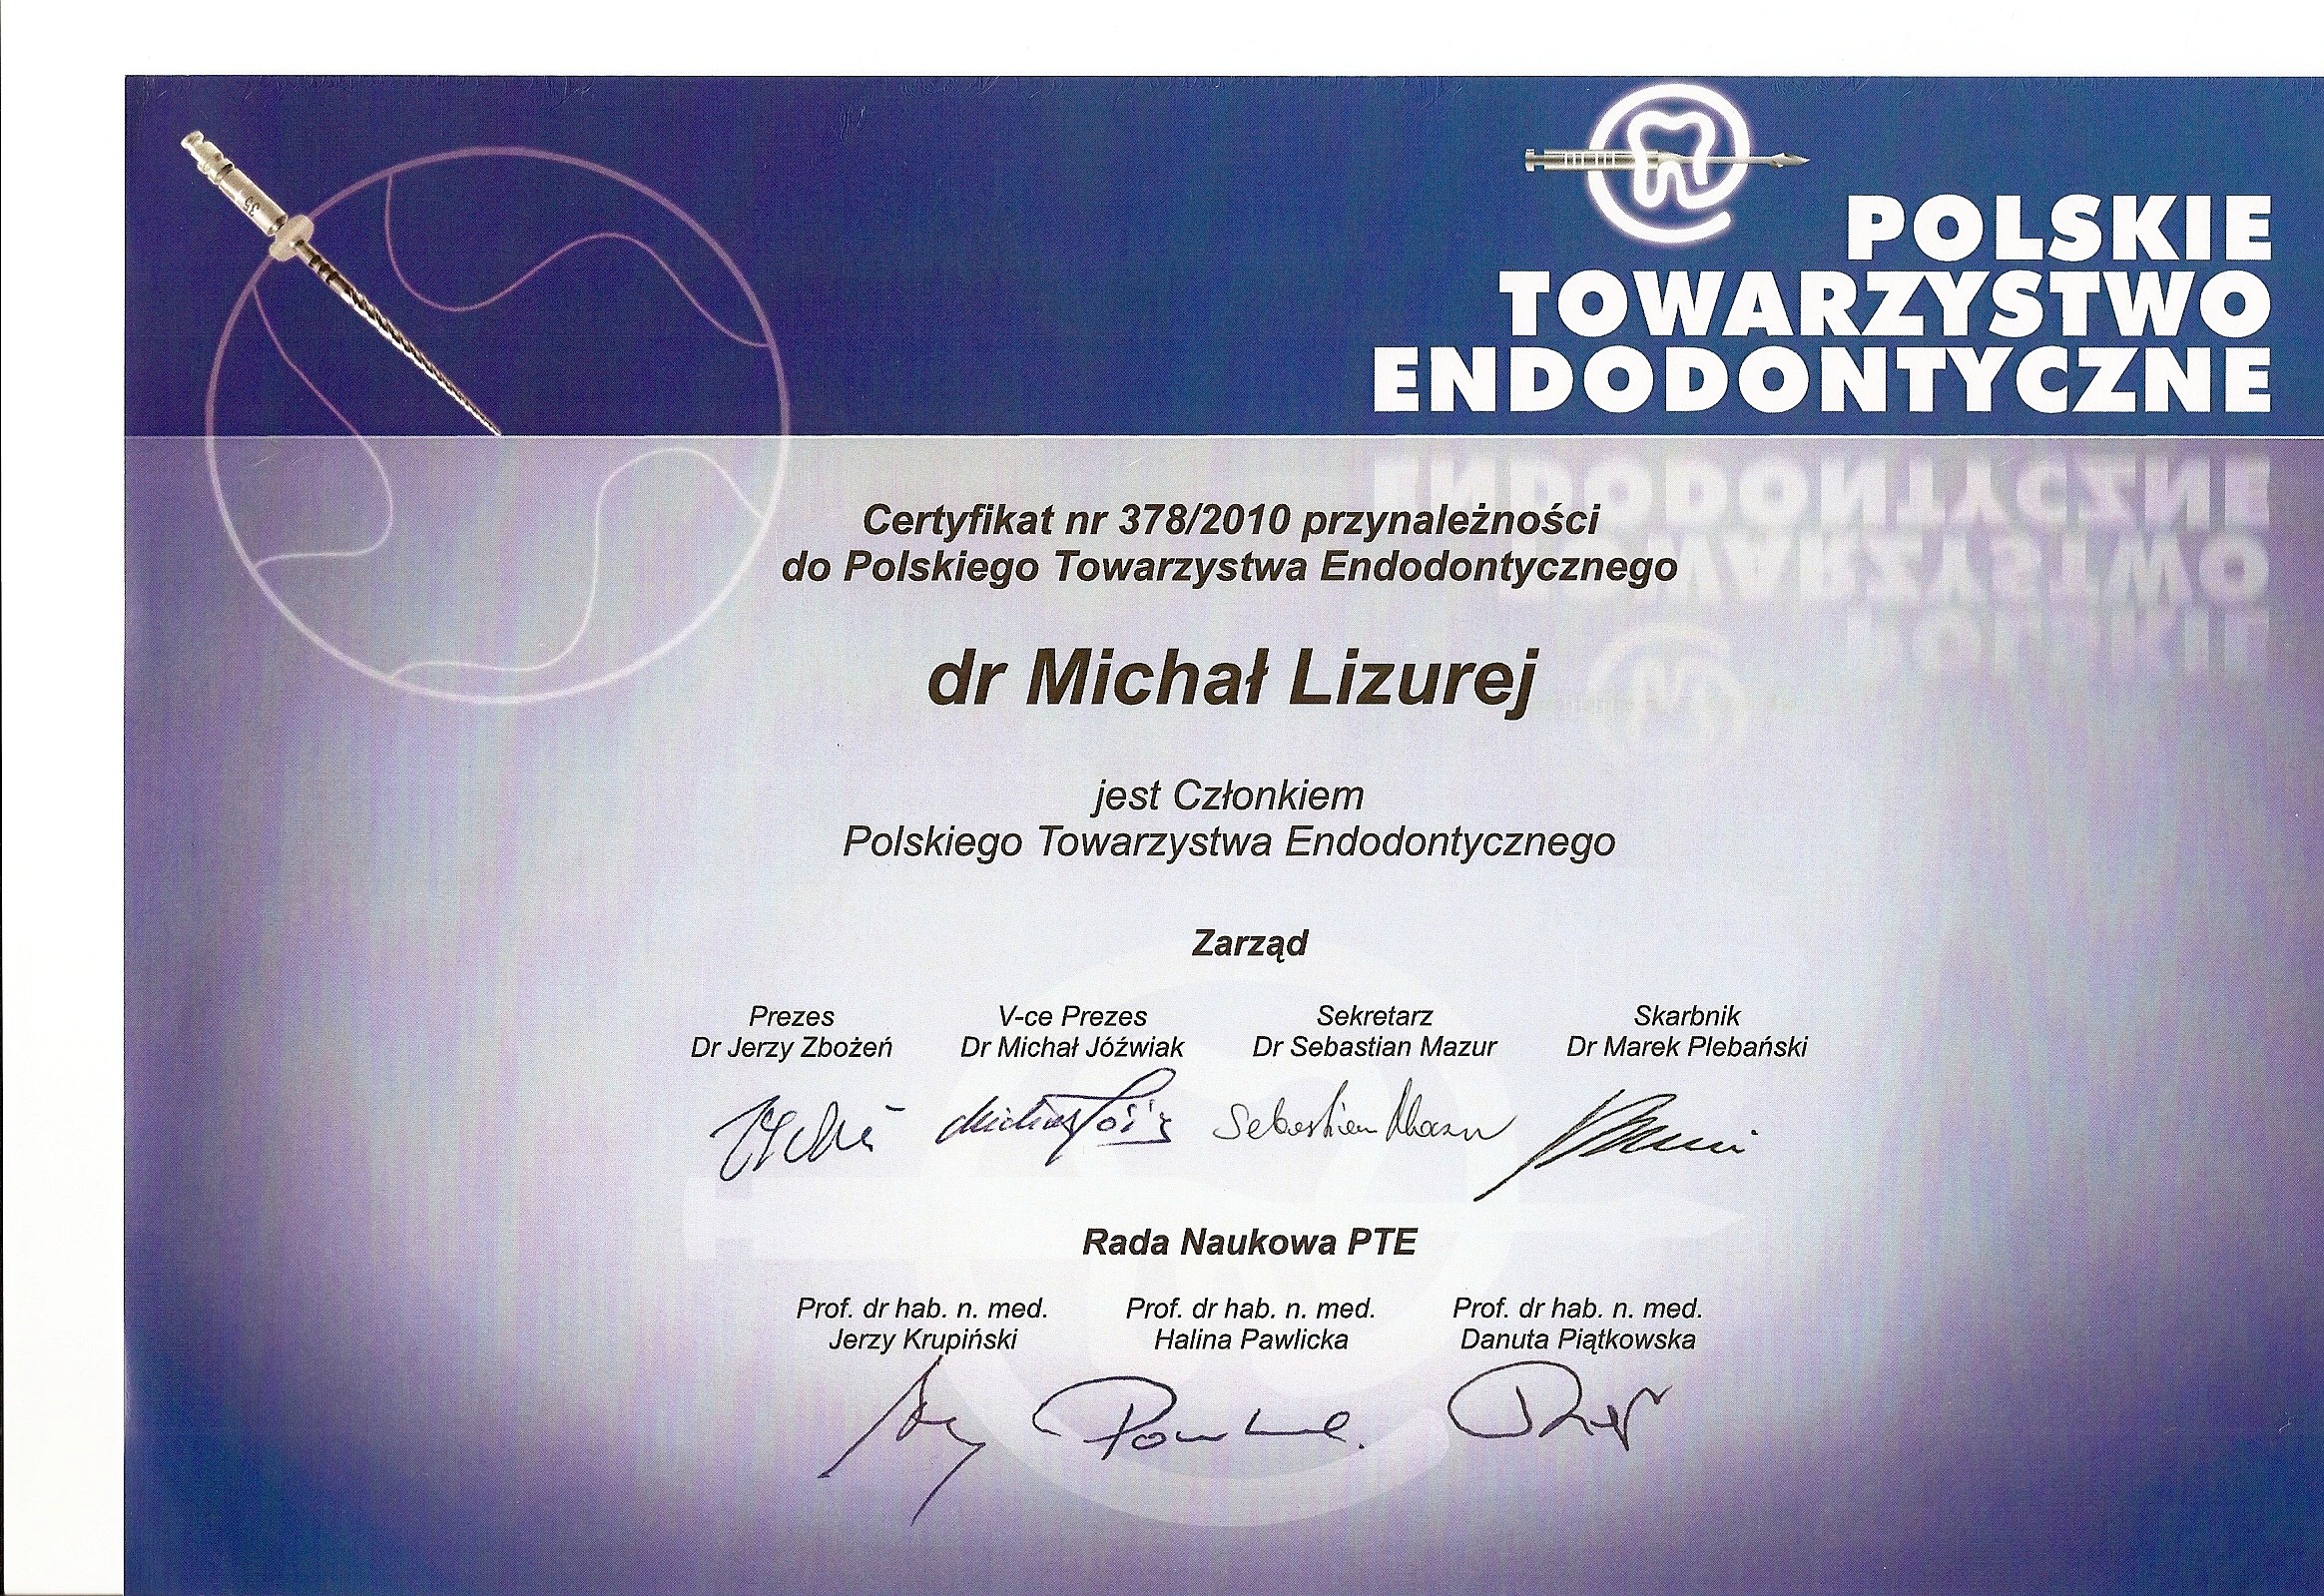 35
POLSKIE
TOWARZYSTWO
ENDODONTYCZNE
Certyfikat nr 378/2010 przynależności
do Polskiego Towarzystwa Endodontycznego
dr Michał Lizurej
jest Członkiem
Polskiego Towarzystwa Endodontycznego
Zarząd
Prezes V-ce Prezes Sekretarz Skarbnik
Dr Jerzy Zbożeń Dr Michał Jóźwiak Dr Sebastian Mazur Dr Marek Plebański
Sebastian Mazur
Rada Naukowa PTE
Prof. dr hab. n. med. Prof. dr hab. n. med. Prof. dr hab. n. med.
Jerzy Krupiński Halina Pawlicka Danuta Piątkowska